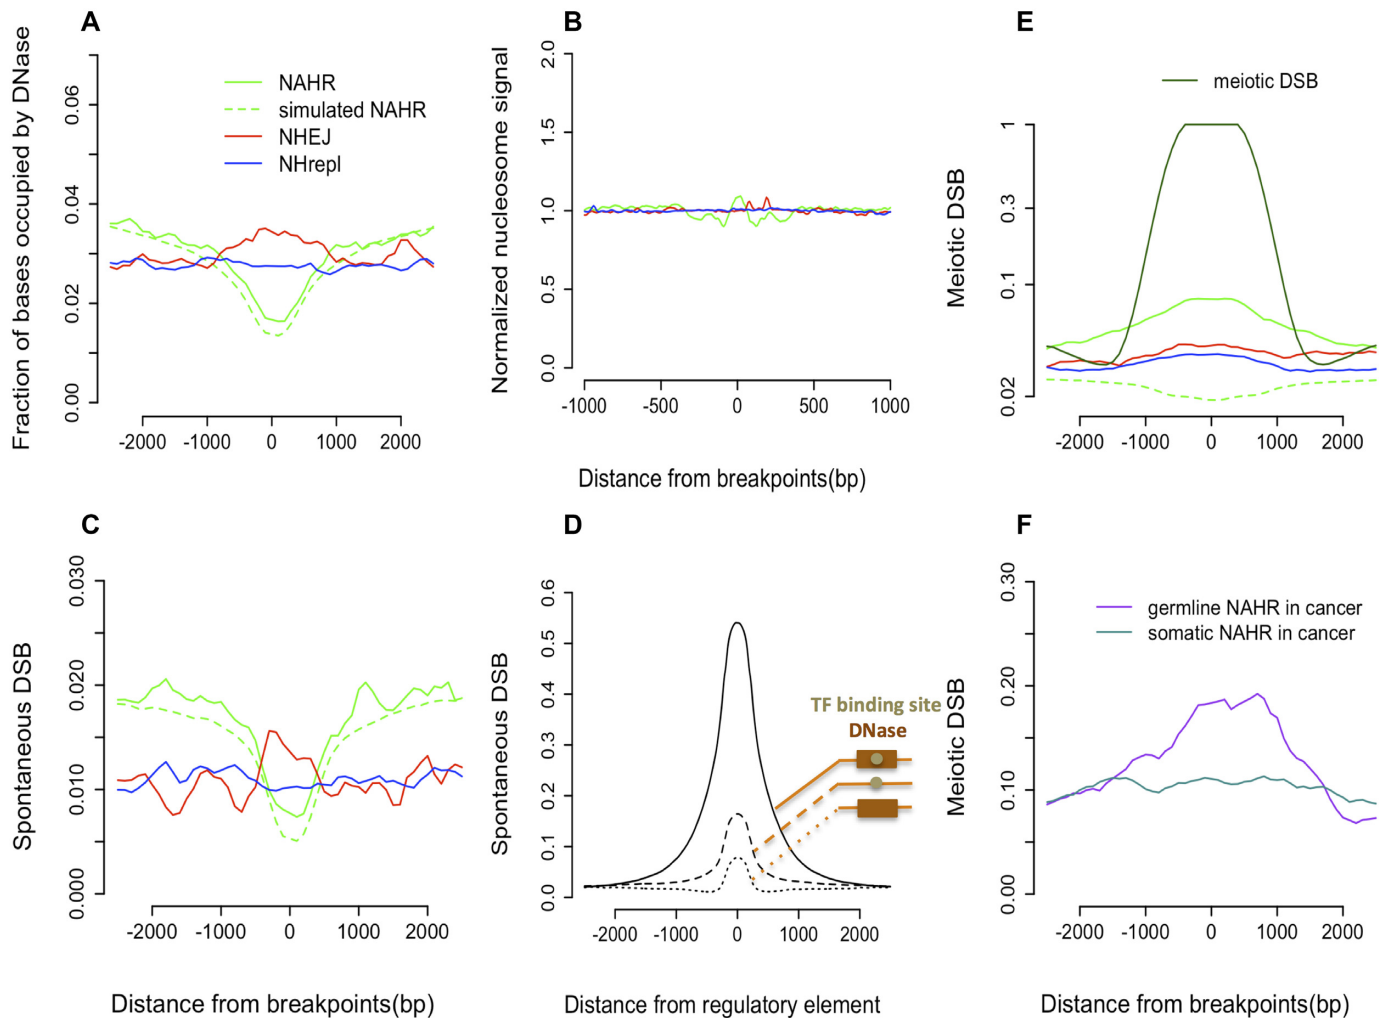 A
Fraction of bases occupied by DNase
0.00 0.02 0.04 0.06
NAHR
simulated NAHR
NHEJ
NHrepl
-2000 -1000 0 1000 2000
B
Normalized nucleosome signal
0.0 0.5 1.0 1.5 2.0
-1000 -500 0 500 1000
Distance from breakpoints(bp)
E
Meiotic DSB
0.02 0.1 0.3 1
meiotic DSB
-2000 -1000 0 1000 2000
C
Spontaneous DSB
0.000 0.010 0.020 0.030
-2000 -1000 0 1000 2000
Distance from breakpoints(bp)
D
Spontaneous DSB
0.0 0.1 0.2 0.3 0.4 0.5 0.6
TF binding site
DNase
-2000 -1000 0 1000 2000
Distance from regulatory element
F
Meiotic DSB
0.00 0.10 0.20 0.30
germline NAHR in cancer
somatic NAHR in cancer
-2000 -1000 0 1000 2000
Distance from breakpoints(bp)